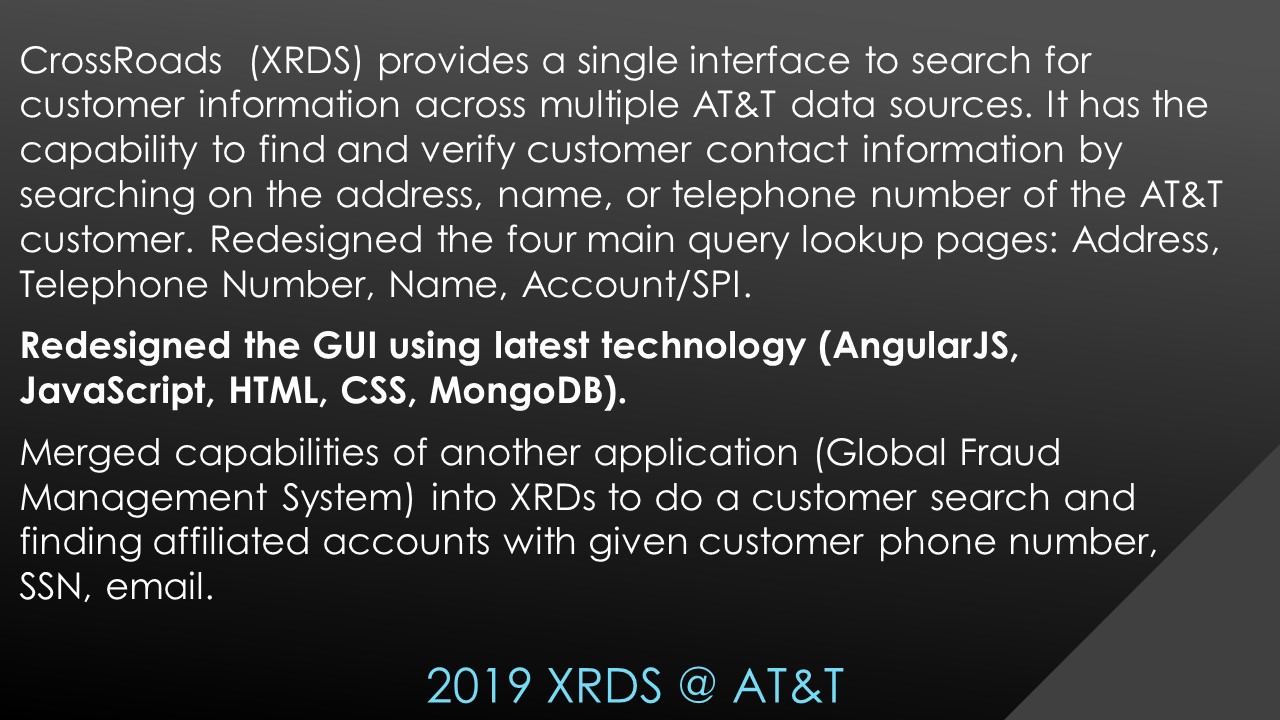 CrossRoads  (XRDS) provides a single interface to search for
customer information across multiple AT&T data sources. It has the
capability to find and verify customer contact information by
searching on the address, name, or telephone number of the AT&T
customer. Redesigned the four main query lookup pages: Address,
Telephone Number, Name, Account/SPI.
Redesigned the GUI using latest technology (AngularJS,
JavaScript, HTML, CSS, MongoDB).
Merged capabilities of another application (Global Fraud
Management System) into XRDs to do a customer search and
finding affiliated accounts with given customer phone number,
SSN, email.
2019 XRDS @ AT&T